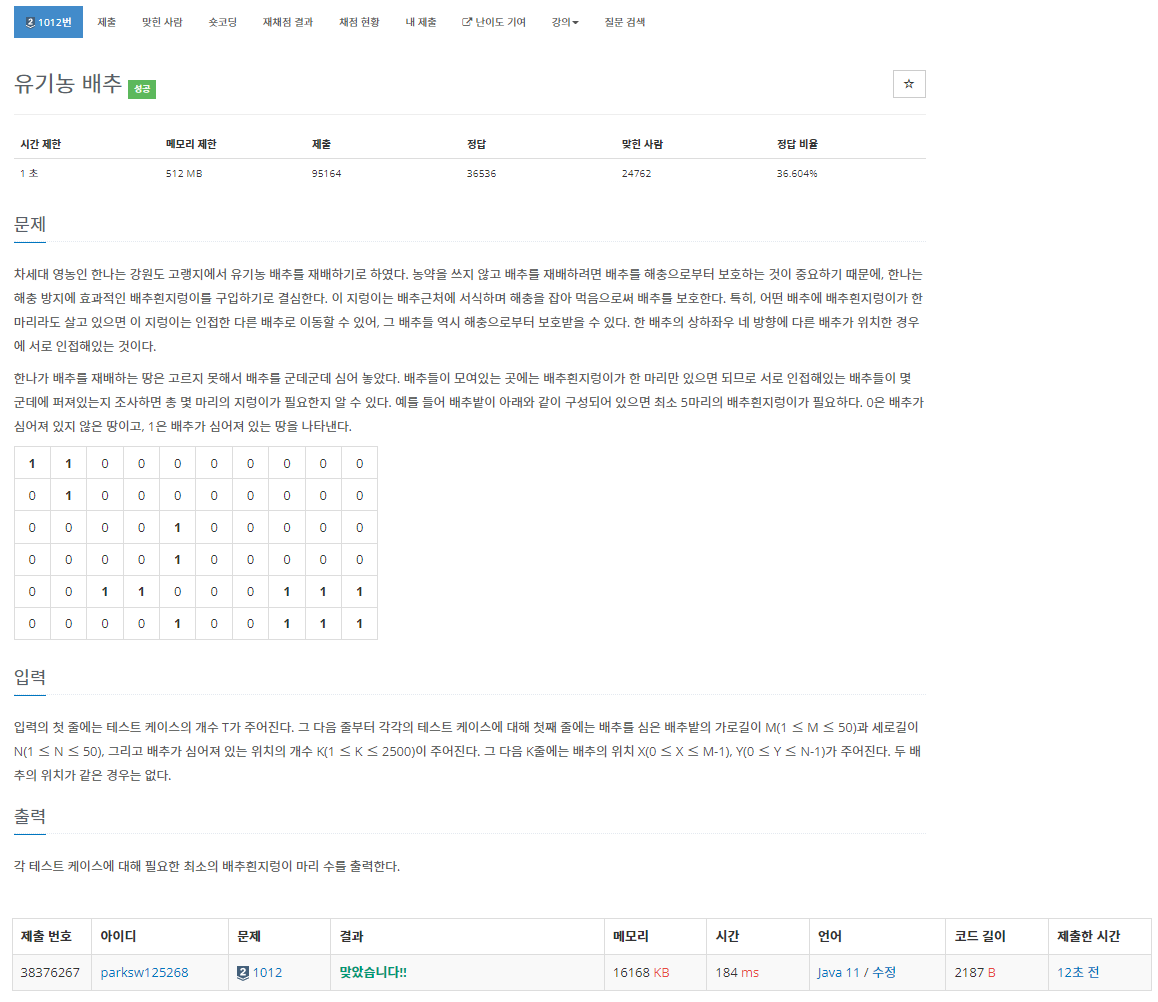 2 1012번 제출 맞힌 사람 숏코딩 재채점 결과 채점 현황 내 제출 난이도 기여 강의 질문 검색
유기농 배추 성공
시간 제한 메모리 제한 제출 정답 맞힌 사람 정답 비율
1 초 512 MB 95164 36536 24762 36.604%
문제
차세대 영농인 한나는 강원도 고랭지에서 유기농 배추를 재배하기로 하였다. 농약을 쓰지 않고 배추를 재배하려면 배추를 해충으로부터 보호하는 것이 중요하기 때문에, 한나는
해충 방지에 효과적인 배추흰지렁이를 구입하기로 결심한다. 이 지렁이는 배추근처에 서식하며 해충을 잡아 먹음으로써 배추를 보호한다. 특히, 어떤 배추에 배추흰지렁이가 한
마리라도 살고 있으면 이 지렁이는 인접한 다른 배추로 이동할 수 있어, 그 배추들 역시 해충으로부터 보호받을 수 있다. 한 배추의 상하좌우 네 방향에 다른 배추가 위치한 경우
에 서로 인접해있는 것이다.
한나가 배추를 재배하는 땅은 고르지 못해서 배추를 군데군데 심어 놓았다. 배추들이 모여있는 곳에는 배추흰지렁이가 한 마리만 있으면 되므로 서로 인접해있는 배추들이 몇
군데에 퍼져있는지 조사하면 총 몇 마리의 지렁이가 필요한지 알 수 있다. 예를 들어 배추밭이 아래와 같이 구성되어 있으면 최소 5마리의 배추흰지렁이가 필요하다. 0은 배추가
심어져 있지 않은 땅이고, 1은 배추가 심어져 있는 땅을 나타낸다.
1 1 0 0 0 0 0 0 0 0
0 1 0 0 0 0 0 0 0 0
0 0 0 0 1 0 0 0 0 0
0 0 0 0 1 0 0 0 0 0
0 0 1 1 0 0 0 1 1 1
0 0 0 0 1 0 0 1 1 1
입력
입력의 첫 줄에는 테스트 케이스의 개수 T가 주어진다. 그 다음 줄부터 각각의 테스트 케이스에 대해 첫째 줄에는 배추를 심은 배추밭의 가로길이 M(1 ≤ M ≤ 50)과 세로길이
N(1 ≤ N ≤ 50), 그리고 배추가 심어져 있는 위치의 개수 K(1 ≤ K ≤ 2500)이 주어진다. 그 다음 K줄에는 배추의 위치 X(0 ≤ X ≤ M-1), Y(0 ≤ Y ≤ N-1)가 주어진다. 두 배
추의 위치가 같은 경우는 없다.
출력
각 테스트 케이스에 대해 필요한 최소의 배추흰지렁이 마리 수를 출력한다.
제출 번호 아이디 문제 결과 메모리 시간 언어 코드 길이 제출한 시간
38376267 parksw125268 2 1012 맞았습니다!! 16168 KB 184 ms Java 11 / 수정 2187 B 12초 전